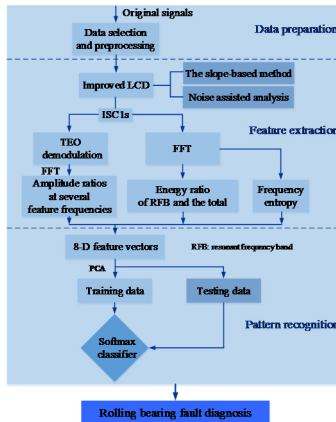 Original signals
Data selection
and preprocessing
Data preparation
Improved LCD
The slope-based method
Noise assisted analysis
ISC1s
Feature extraction
TEO
demodulation
FFT
FFT
Amplitude ratios
at several
feature frequencies
Energy ratio
of RFB and the total
Frequency
entropy
8-D feature vectors
RFB: resonant frequency band
PCA
Training data
Testing data
Pattern recognition
Softmax
classifier
Rolling bearing fault diagnosis